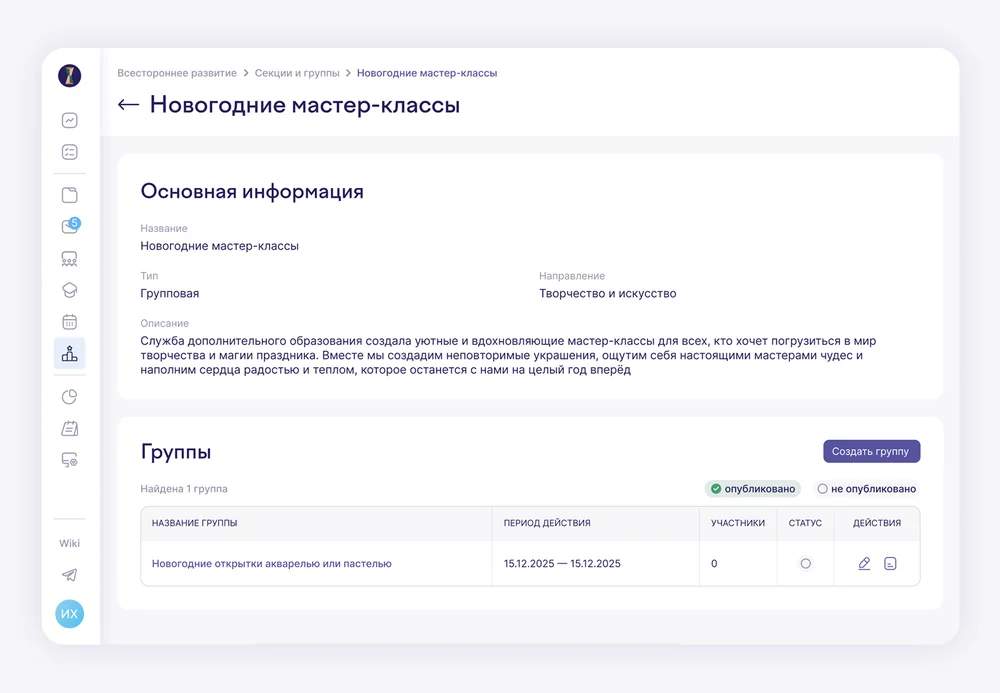 Всестороннее развитие > Секции и группы > Новогодние мастер-классы
← Новогодние мастер-классы
5
Wiki
ИХ
Основная информация
Название
Новогодние мастер-классы
Тип
Направление
Групповая
Творчество и искусство
Описание
Служба дополнительного образования создала уютные и вдохновляющие мастер-классы для всех, кто хочет погрузиться в мир
творчества и магии праздника. Вместе мы создадим неповторимые украшения, ощутим себя настоящими мастерами чудес и
наполним сердца радостью и теплом, которое останется с нами на целый год вперёд
Группы
Создать группу
Найдена 1 группа
опубликовано
не опубликовано
НАЗВАНИЕ ГРУППЫ ПЕРИОД ДЕЙСТВИЯ УЧАСТНИКИ СТАТУС ДЕЙСТВИЯ
Новогодние открытки акварелью или пастелью 15.12.2025 — 15.12.2025 0